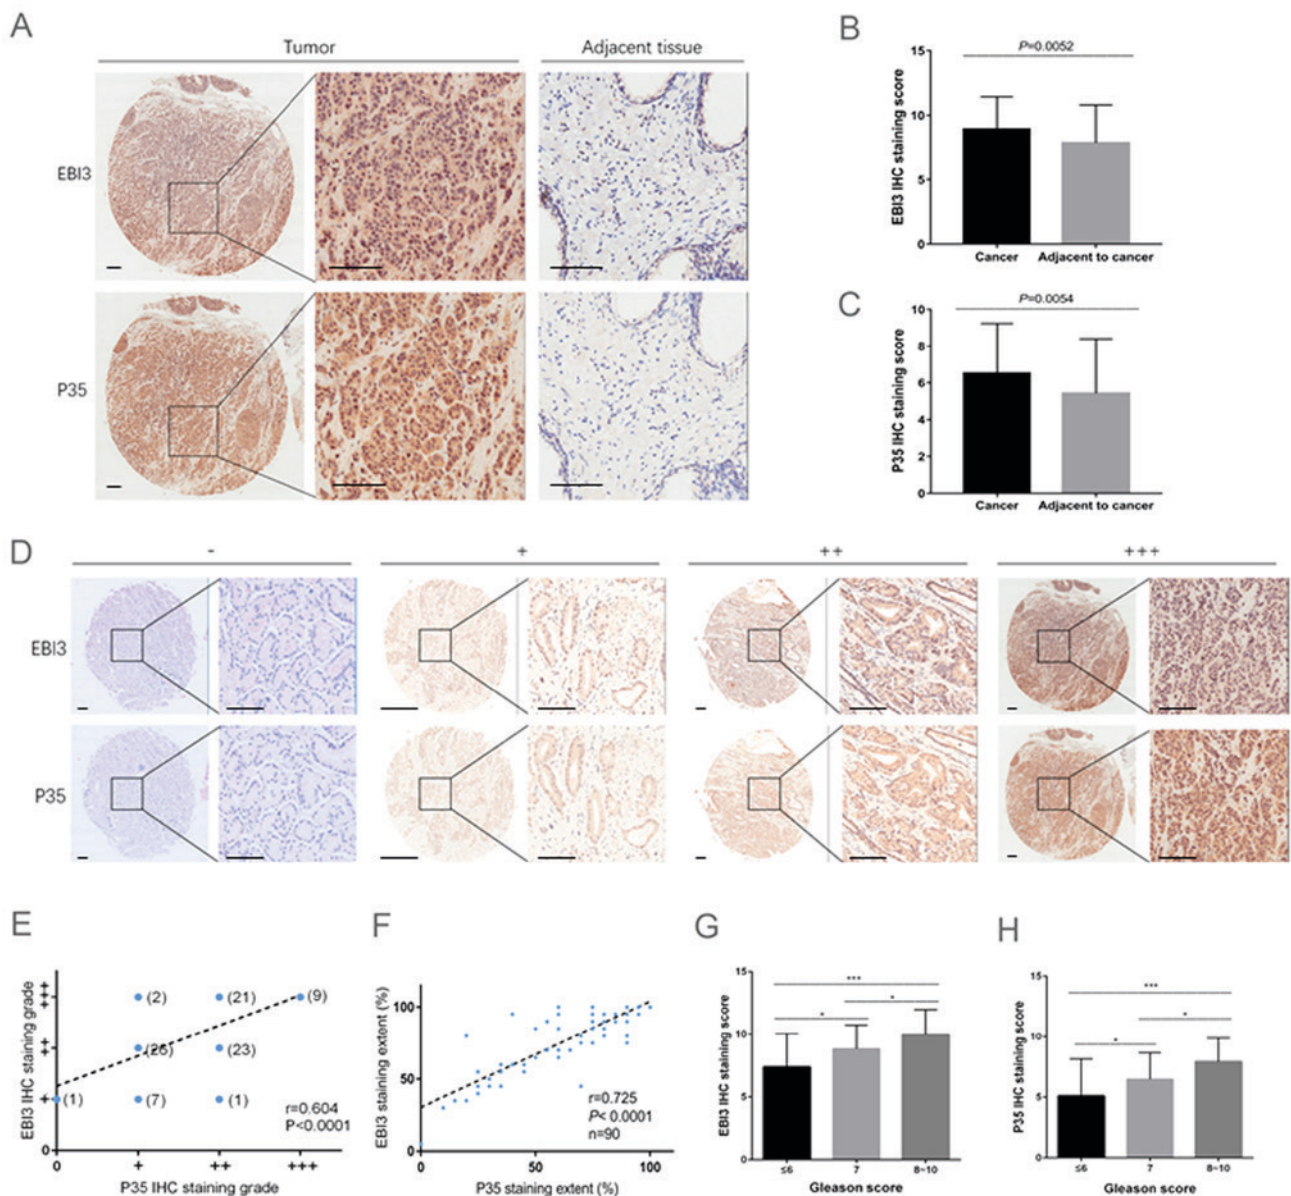 A
Tumor
Adjacent tissue
EBI3
P35
B
P=0.0052
EBI3 IHC staining score
15
10
5
0
Cancer
Adjacent to cancer
C
P=0.0054
P35 IHC staining score
10
8
6
4
2
0
Cancer
Adjacent to cancer
D
-
+
++
+++
EBI3
P35
E
EBI3 IHC staining grade
+++
++
+
0
(2)
(21)
(9)
(26)
(23)
(1)
(7)
(1)
r=0.604
P<0.0001
0
+
++
+++
P35 IHC staining grade
F
EBI3 staining extent (%)
100
50
0
r=0.725
P< 0.0001
n=90
0
50
100
P35 staining extent (%)
G
EBI3 IHC staining score
15
10
5
0
***
*
*
≤6
7
8~10
Gleason score
H
P35 IHC staining score
15
10
5
0
***
*
*
≤6
7
8~10
Gleason score